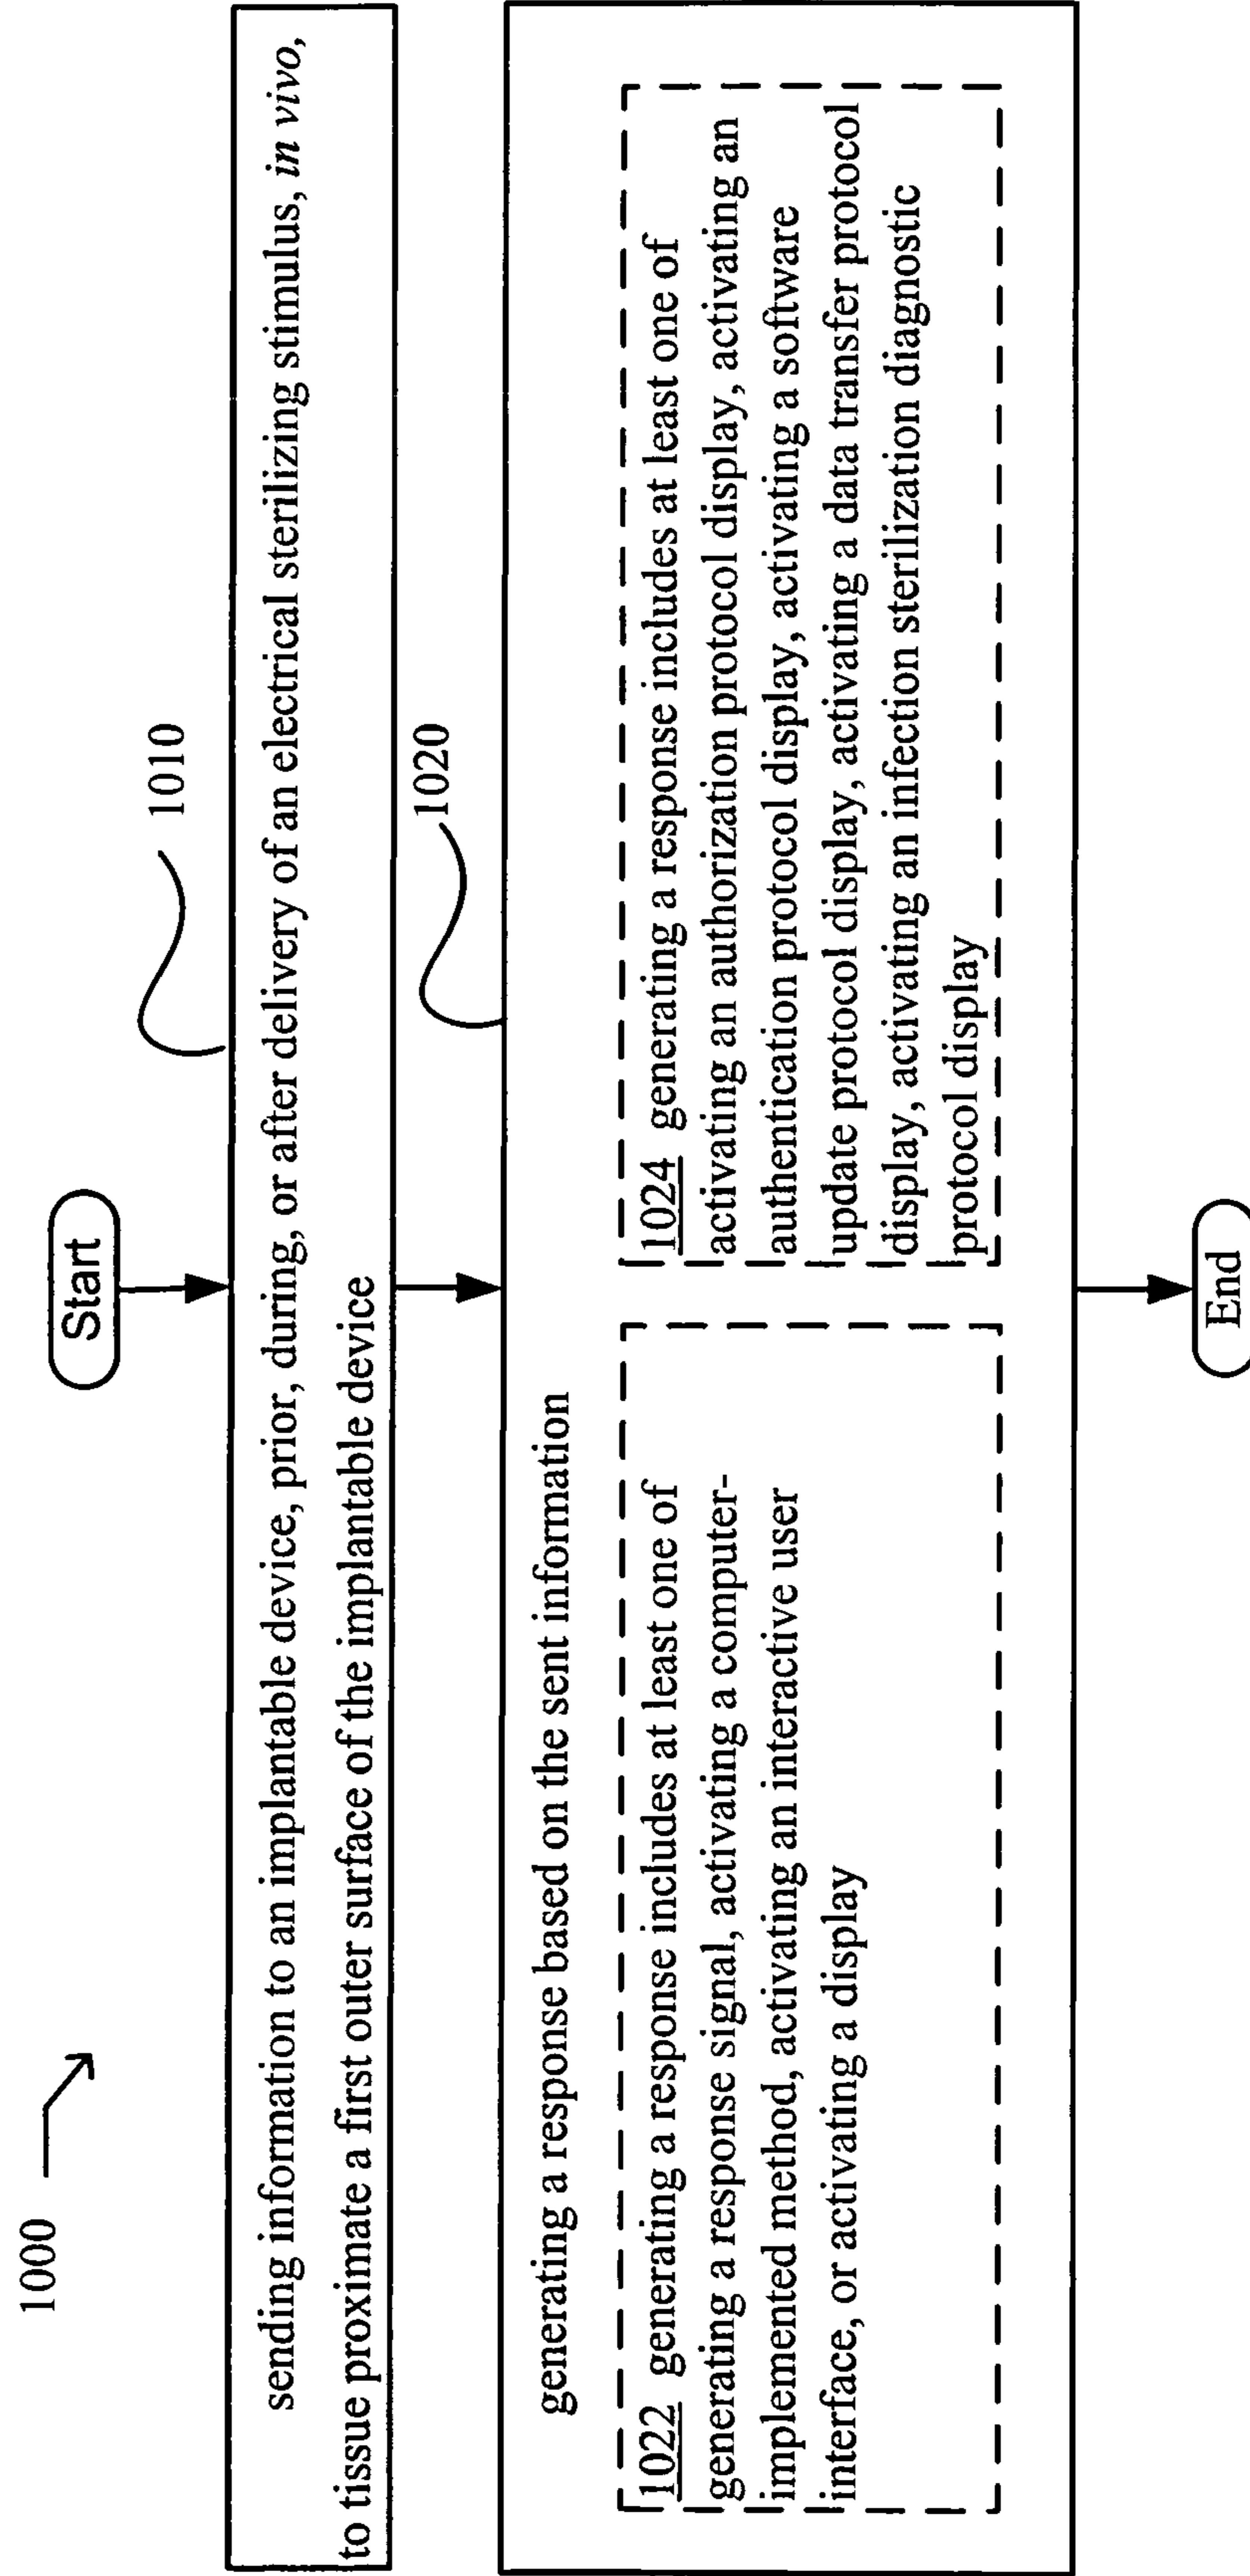 1000
Start
1010
sending information to an implantable device, prior, during, or after delivery of an electrical sterilizing stimulus, in vivo,
to tissue proximate a first outer surface of the implantable device
1020
generating a response based on the sent information
1022 generating a response includes at least one of
generating a response signal, activating a computer-
implemented method, activating an interactive user
interface, or activating a display
1024 generating a response includes at least one of
activating an authorization protocol display, activating an
authentication protocol display, activating a software
update protocol display, activating a data transfer protocol
display, activating an infection sterilization diagnostic
protocol display
End